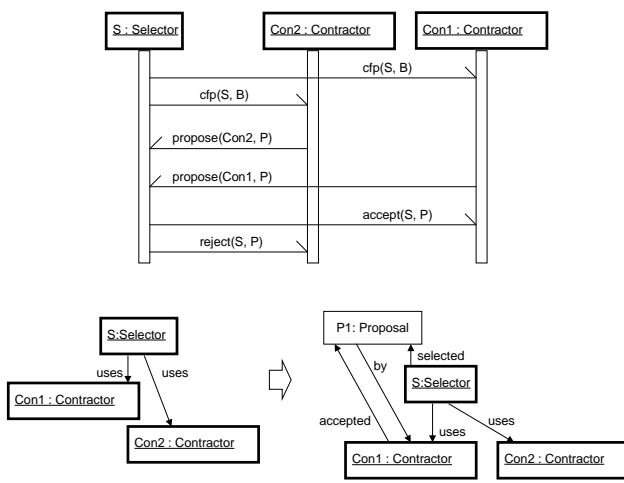 S : Selector
Con2 : Contractor
Con1 : Contractor
cfp(S, B)
cfp(S, B)
propose(Con2, P)
propose(Con1, P)
accept(S, P)
reject(S, P)
S:Selector
uses
uses
Con1 : Contractor
Con2 : Contractor
P1: Proposal
by
selected
S:Selector
accepted
uses
uses
Con1 : Contractor
Con2 : Contractor